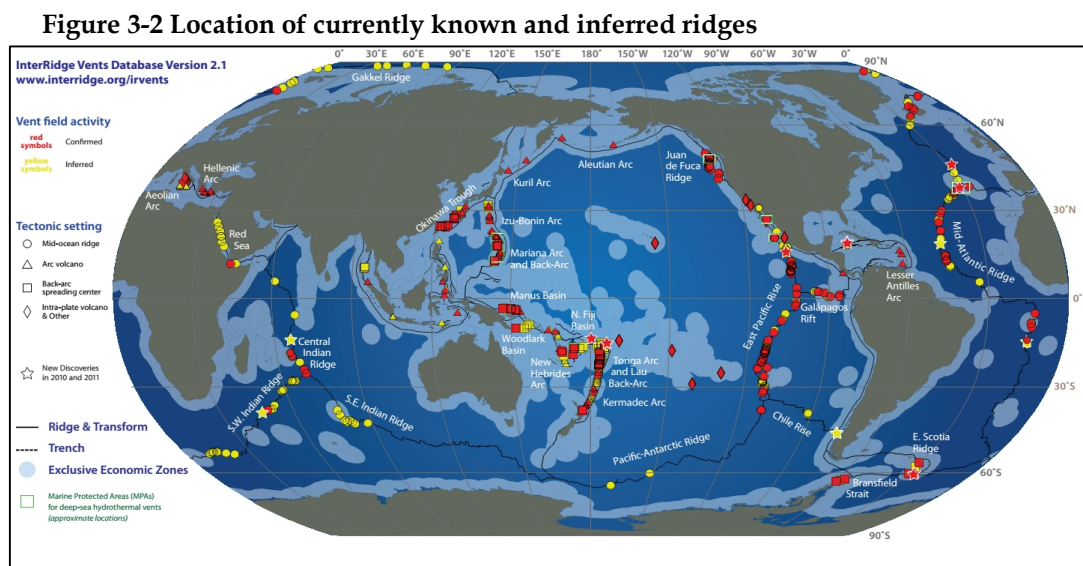 Figure 3-2 Location of currently known and inferred ridges
InterRidge Vents Database Version 2.1
www.interridge.org/irvents
Vent field activity
red
symbols
Confirmed
yellow
symbols
Inferred
Tectonic setting
Mid-ocean ridge
Arc volcano
Back-arc
spreading center
Intra-plate volcano
& Other
New Discoveries
in 2010 and 2011
Ridge & Transform
Trench
Exclusive Economic Zones
Marine Protected Areas (MPAs)
for deep-sea hydrothermal vents
(approximate locations)
0°
30°E
60°E
90°E
120°E
150°E
180°
150°W
120°W
90°W
60°W
30°W
0°
90°N
60°N
30°N
0°
30°S
60°S
90°S
Gakkel Ridge
Aleutian Arc
Kuril Arc
Juan
de Fuca
Ridge
Hellenic
Arc
Aeolian
Arc
Okinawa Trough
Izu-Bonin Arc
Red
Sea
Mariana Arc
and Back-Arc
Mid-Atlantic Ridge
Lesser
Antilles
Arc
Manus Basin
Galápagos
Rift
East Pacific Rise
N. Fiji
Basin
Woodlark
Basin
Central
Indian
Ridge
New
Hebrides
Arc
Tonga Arc
and Lau
Back-Arc
Kermadec Arc
S.W. Indian Ridge
S.E. Indian Ridge
Chile Rise
Pacific-Antarctic Ridge
E. Scotia
Ridge
Bransfield
Strait